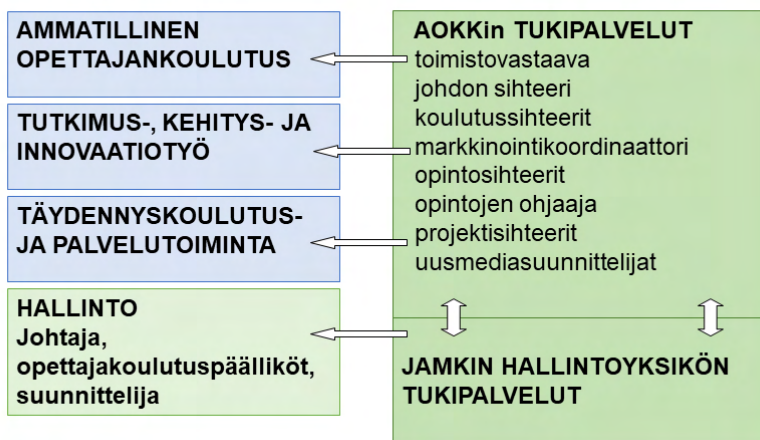 AMMATILLINEN
OPETTAJANKOULUTUS
TUTKIMUS-, KEHITYS- JA
INNOVAATIOTYÖ
TÄYDENNYSKOULUTUS-
JA PALVELUTOIMINTA
HALLINTO
Johtaja,
opettajakoulutuspäälliköt,
suunnittelija
AOKKin TUKIPALVELUT
toimistovastaava
johdon sihteeri
koulutussihteerit
markkinointikoordinaattori
opintosihteerit
opintojen ohjaaja
projektisihteerit
uusmediasuunnittelijat
JAMKIN HALLINTOYKSIKÖN
TUKIPALVELUT